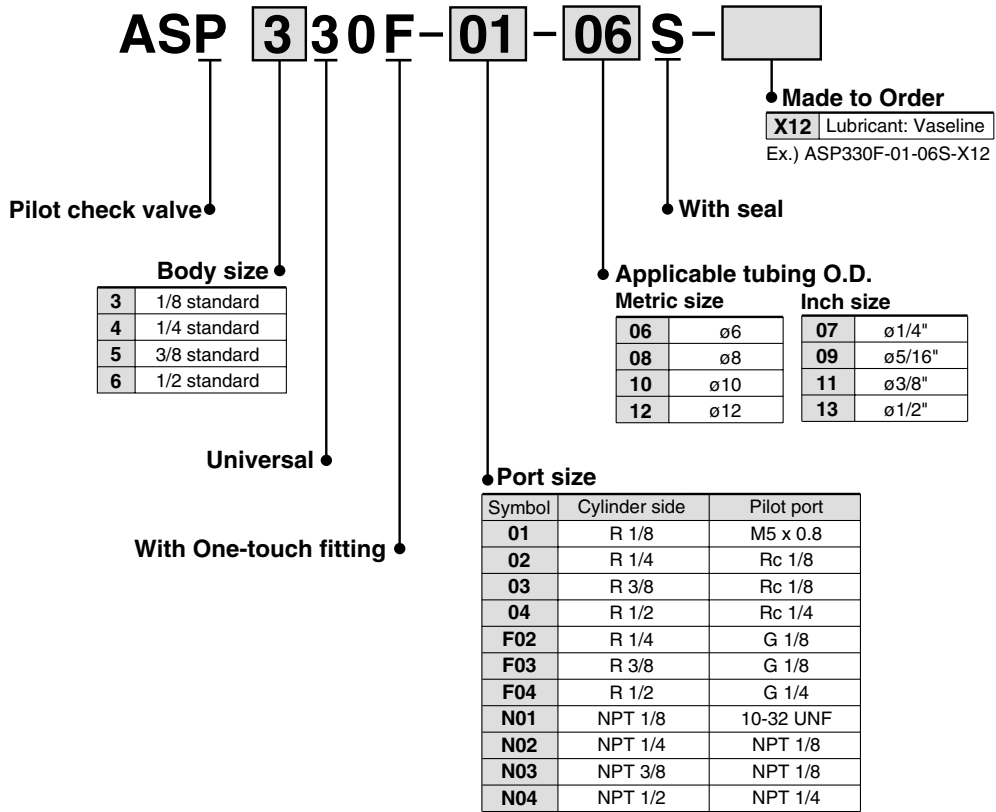 ASP 3 3 0 F - 01 - 06 S -
Made to Order
X12 Lubricant: Vaseline
Ex.) ASP330F-01-06S-X12
Pilot check valve
With seal
Body size
3 1/8 standard
4 1/4 standard
5 3/8 standard
6 1/2 standard
Applicable tubing O.D.
Metric size
06 ø6
08 ø8
10 ø10
12 ø12
Inch size
07 ø1/4"
09 ø5/16"
11 ø3/8"
13 ø1/2"
Universal
With One-touch fitting
Port size
Symbol Cylinder side Pilot port
01 R 1/8 M5 x 0.8
02 R 1/4 Rc 1/8
03 R 3/8 Rc 1/8
04 R 1/2 Rc 1/4
F02 R 1/4 G 1/8
F03 R 3/8 G 1/8
F04 R 1/2 G 1/4
N01 NPT 1/8 10-32 UNF
N02 NPT 1/4 NPT 1/8
N03 NPT 3/8 NPT 1/8
N04 NPT 1/2 NPT 1/4